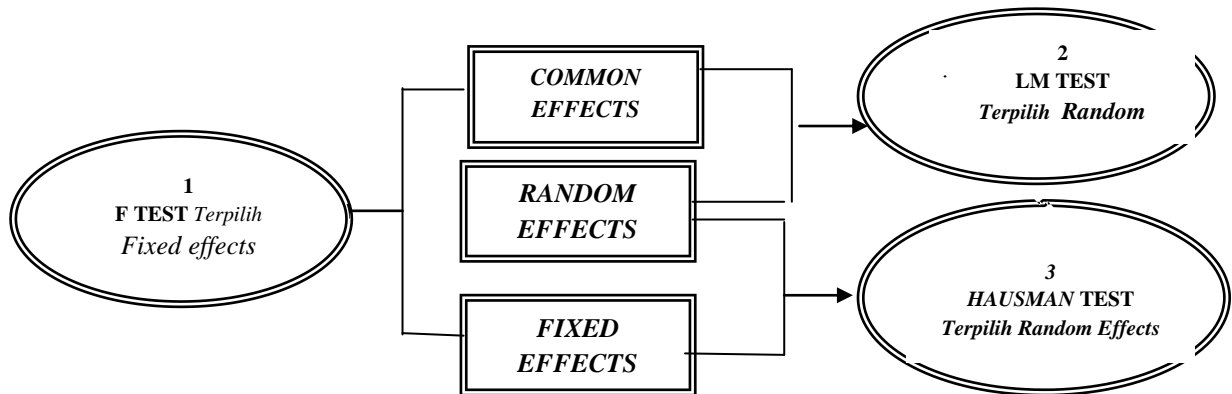 1
F TEST Terpilih
Fixed effects
COMMON
EFFECTS
RANDOM
EFFECTS
FIXED
EFFECTS
2
LM TEST
Terpilih Random
3
HAUSMAN TEST
Terpilih Random Effects